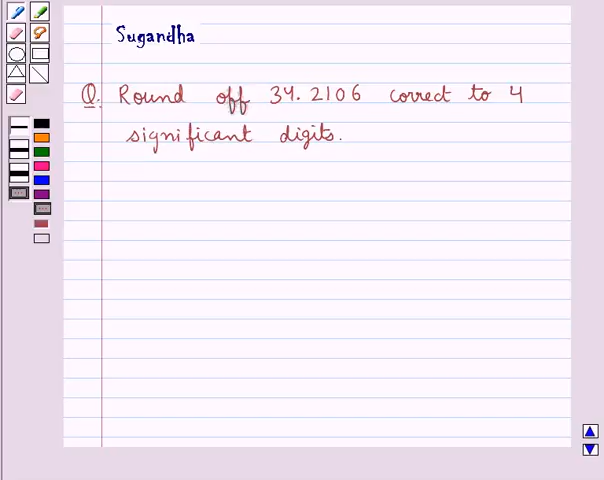 Sugandha
Q. Round off 34.2106 correct to 4
significant digits.